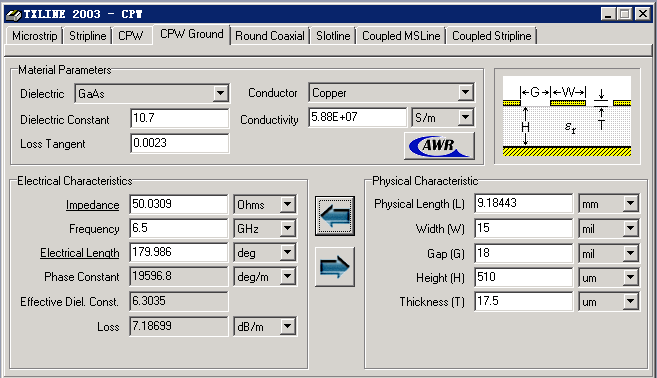 TXLINE 2003 - CPW
Microstrip Stripline CPW CPW Ground Round Coaxial Slotline Coupled MSLine Coupled Stripline
Material Parameters
Dielectric GaAs Conductor Copper
Dielectric Constant 10.7 Conductivity 5.88E+07 S/m
Loss Tangent 0.0023 AWR
G W
H εr T
Electrical Characteristics
Impedance 50.0309 Ohms
Frequency 6.5 GHz
Electrical Length 179.986 deg
Phase Constant 19596.8 deg/m
Effective Diel. Const. 6.3035
Loss 7.18699 dB/m
Physical Characteristic
Physical Length (L) 9.18443 mm
Width (W) 15 mil
Gap (G) 18 mil
Height (H) 510 um
Thickness (T) 17.5 um